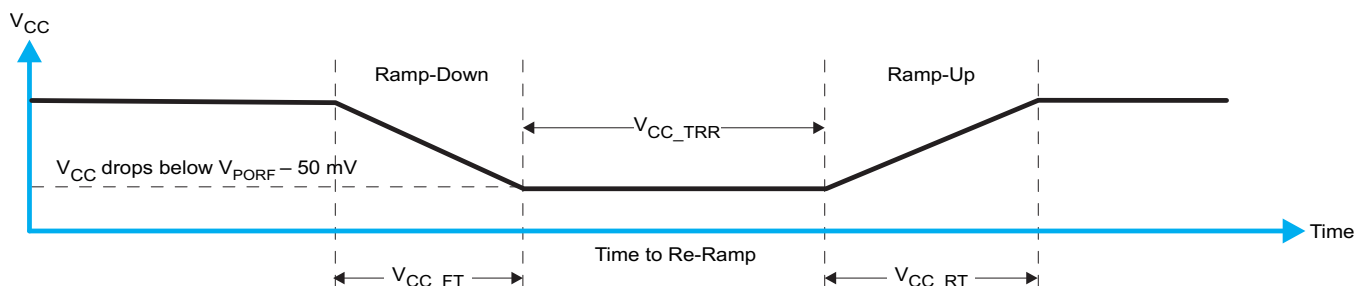 VCC
Ramp-Down
Ramp-Up
VCC_TRR
VCC drops below VPORF – 50 mV
Time
Time to Re-Ramp
VCC_FT
VCC_RT